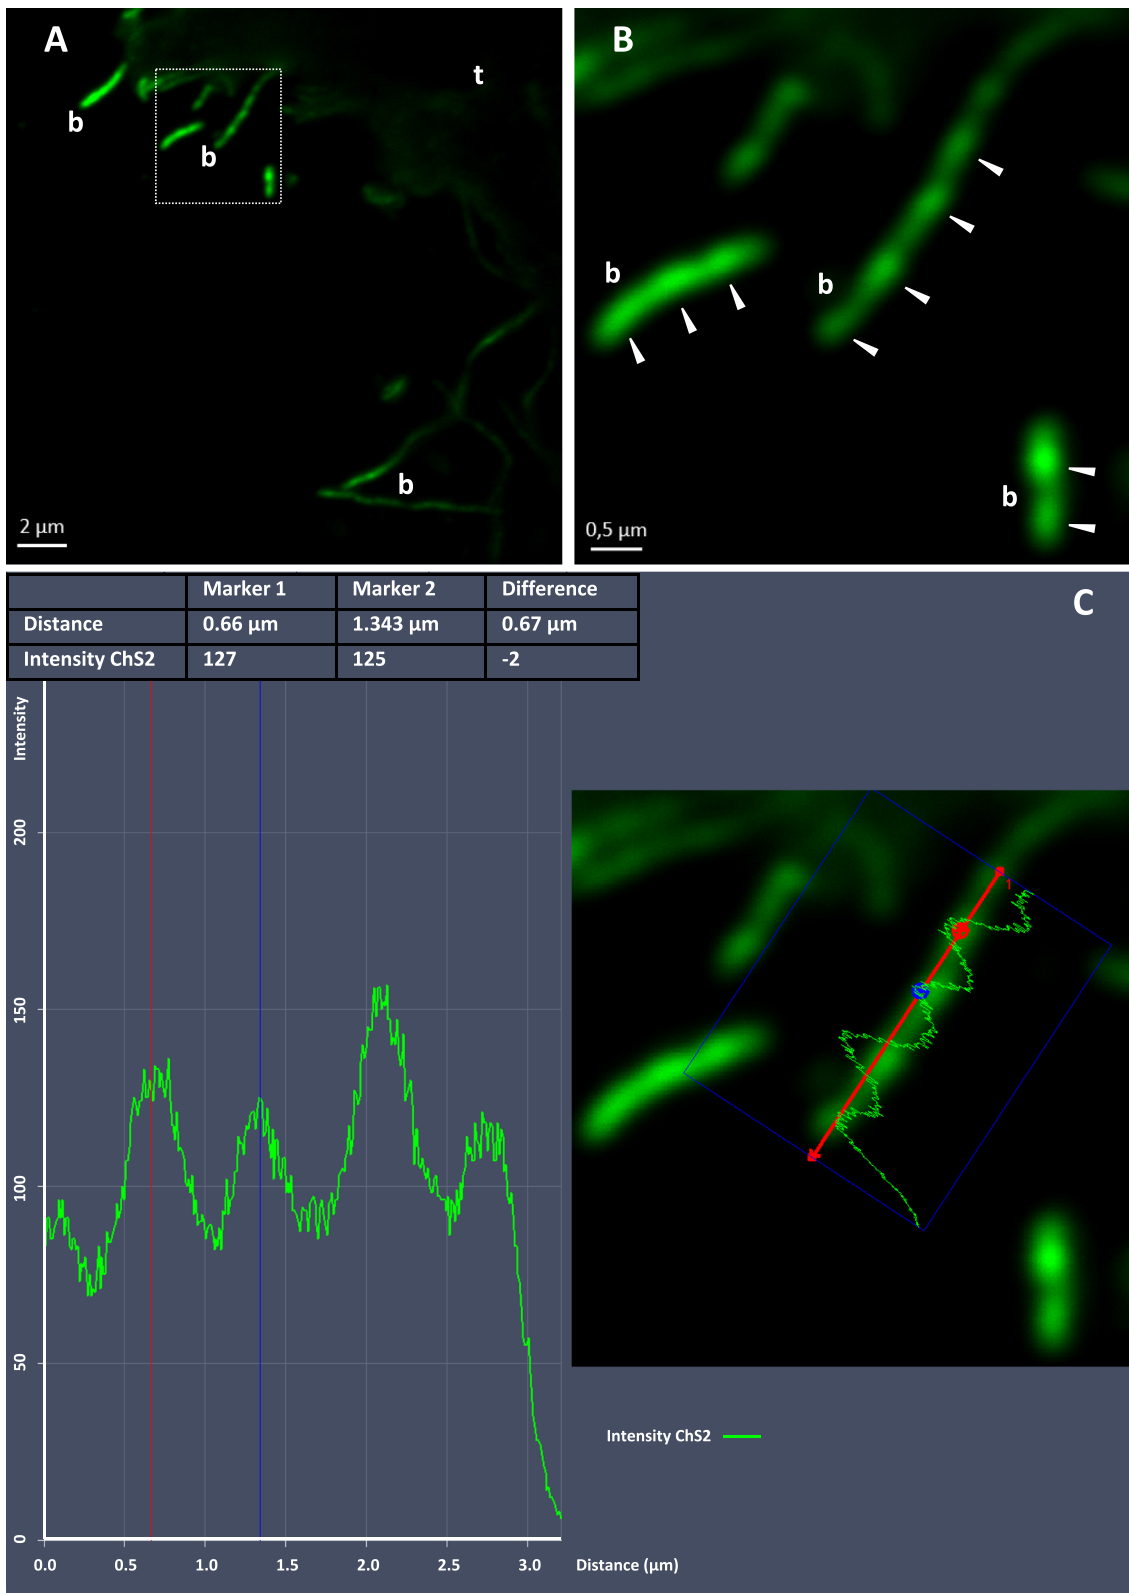 A
t
b
b
b
2 µm
B
b
b
b
0,5 µm
C
Marker 1 Marker 2 Difference
Distance 0.66 µm 1.343 µm 0.67 µm
Intensity ChS2 127 125 -2
Intensity
200
150
100
50
0
0.0 0.5 1.0 1.5 2.0 2.5 3.0 Distance (µm)
1
Intensity ChS2